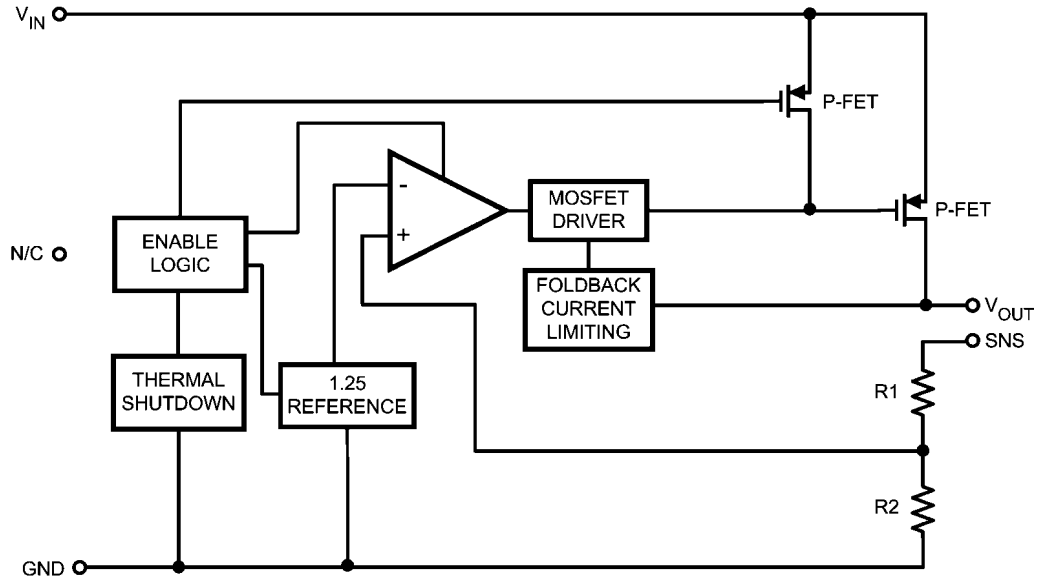 VIN
P-FET
MOSFET
DRIVER
P-FET
-
+
ENABLE
LOGIC
N/C
FOLDBACK
CURRENT
LIMITING
VOUT
SNS
THERMAL
SHUTDOWN
1.25
REFERENCE
R1
R2
GND